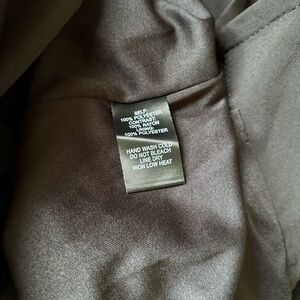 SELF:
100% POLYESTER
CONTRAST:
100% RAYON
LINING:
100% POLYESTER
HAND WASH COLD
DO NOT BLEACH
LINE DRY
IRON LOW HEAT